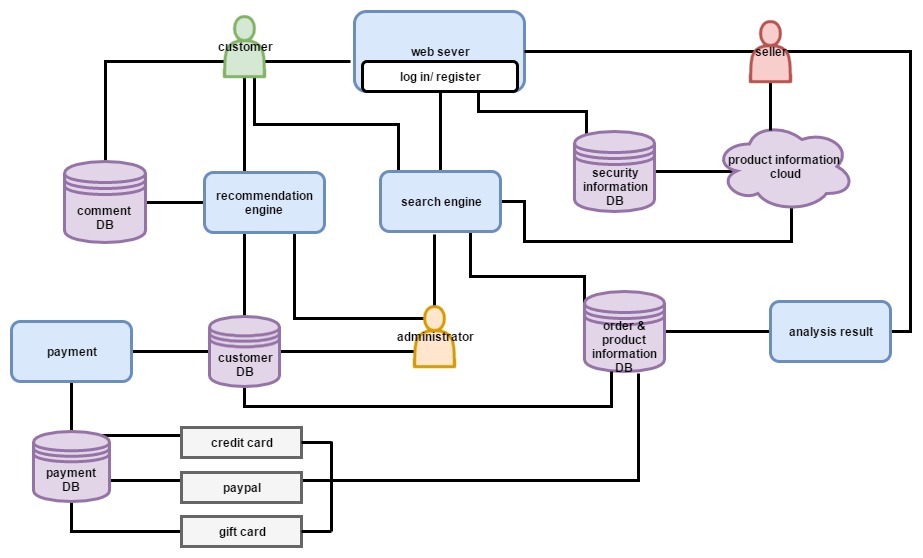 customer
web sever
log in/ register
seller
product information
cloud
security
information
DB
comment
DB
recommendation
engine
search engine
administrator
order &
product
information
DB
analysis result
payment
customer
DB
credit card
payment
DB
paypal
gift card